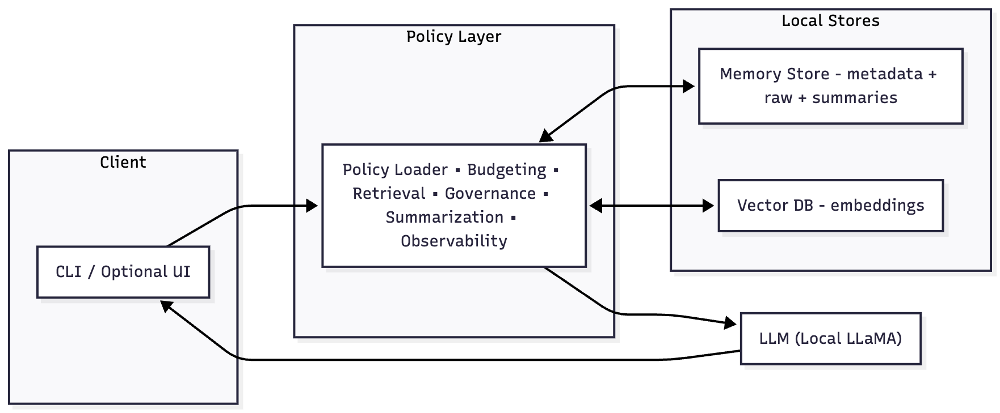 Client
CLI / Optional UI
Policy Layer
Policy Loader ▪ Budgeting ▪
Retrieval ▪ Governance ▪
Summarization ▪
Observability
Local Stores
Memory Store - metadata +
raw + summaries
Vector DB - embeddings
LLM (Local LLaMA)